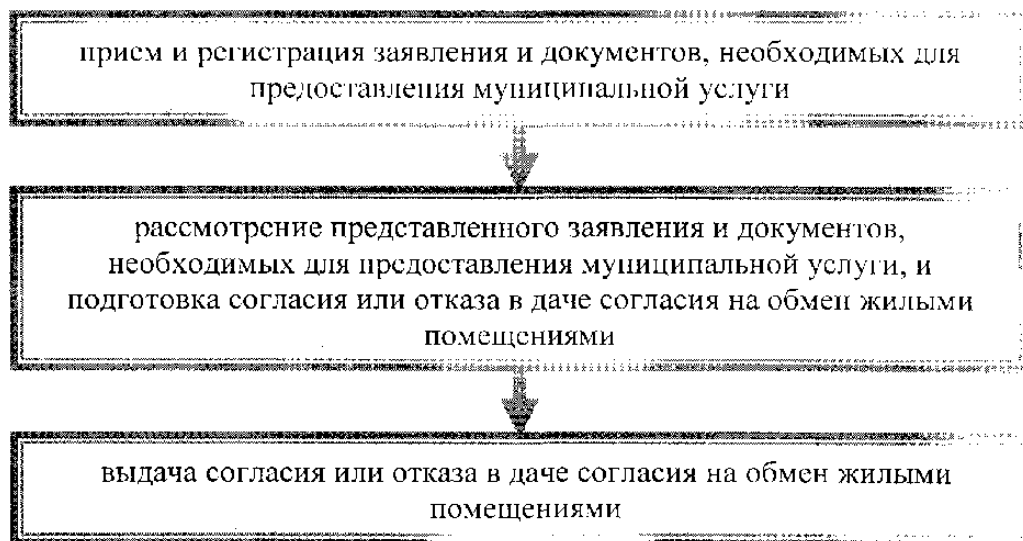 прием и регистрация заявления и документов, необходимых для
предоставления муниципальной услуги
рассмотрение представленного заявления и документов,
необходимых для предоставления муниципальной услуги, и
подготовка согласия или отказа в даче согласия на обмен жилыми
помещениями
выдача согласия или отказа в даче согласия на обмен жилыми
помещениями